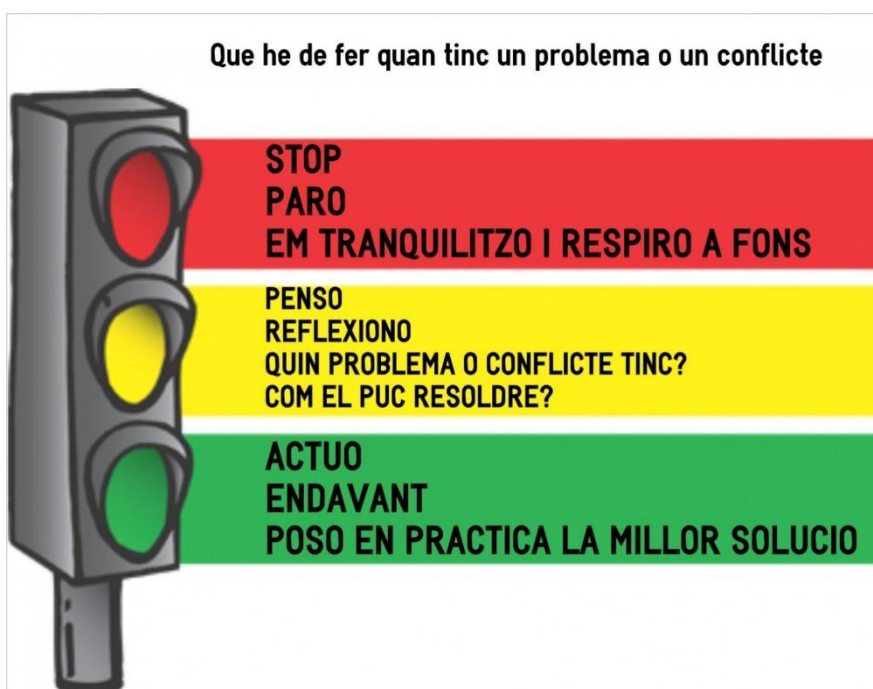 Que he de fer quan tinc un problema o un conflicte
STOP
PARO
EM TRANQUILITZO I RESPIRO A FONS
PENSO
REFLEXIONO
QUIN PROBLEMA O CONFLICTE TINC?
COM EL PUC RESOLDRE?
ACTUO
ENDAVANT
POSO EN PRACTICA LA MILLOR SOLUCIO